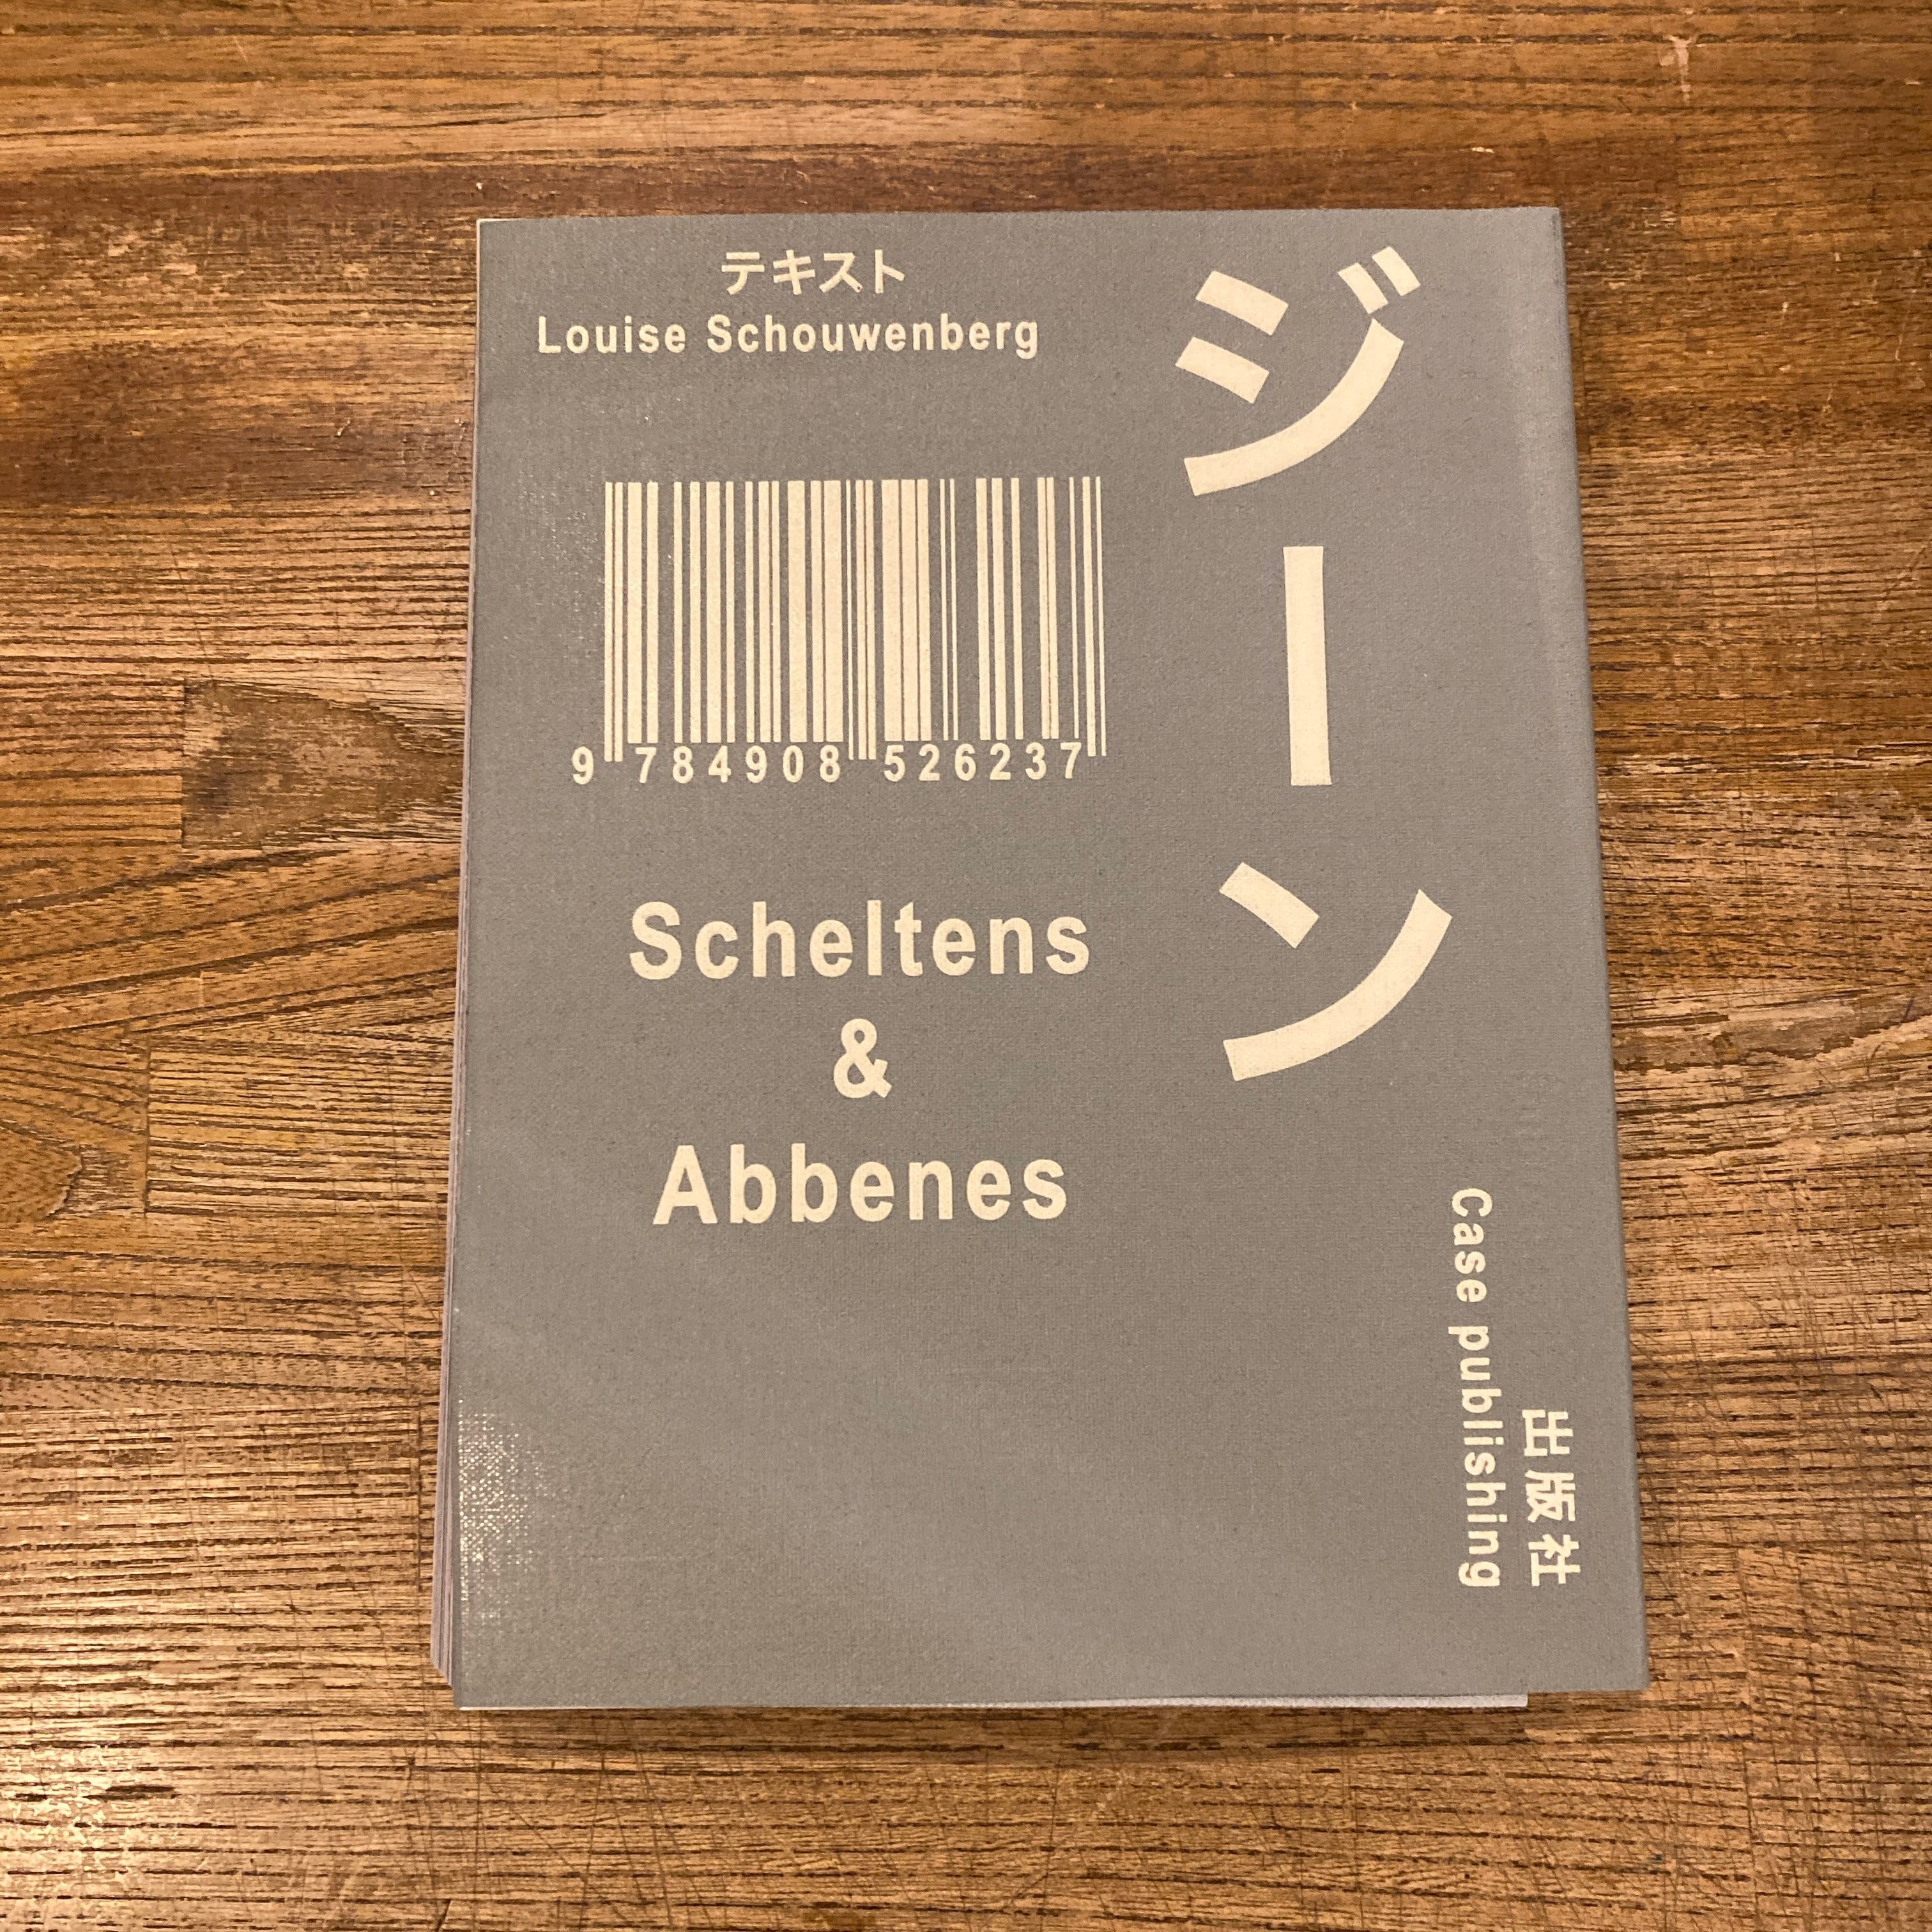 テキスト
Louise Schouwenberg
ジーン
9 784908 526237
Scheltens
&
Abbenes
出版社
Case publishing